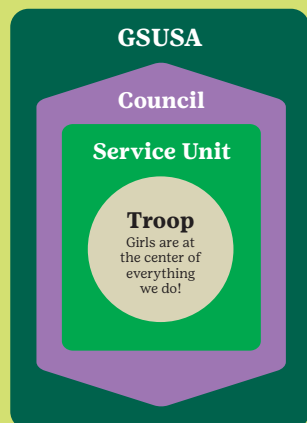 GSUSA
Council
Service Unit
Troop
Girls are at
the center of
everything
we do!